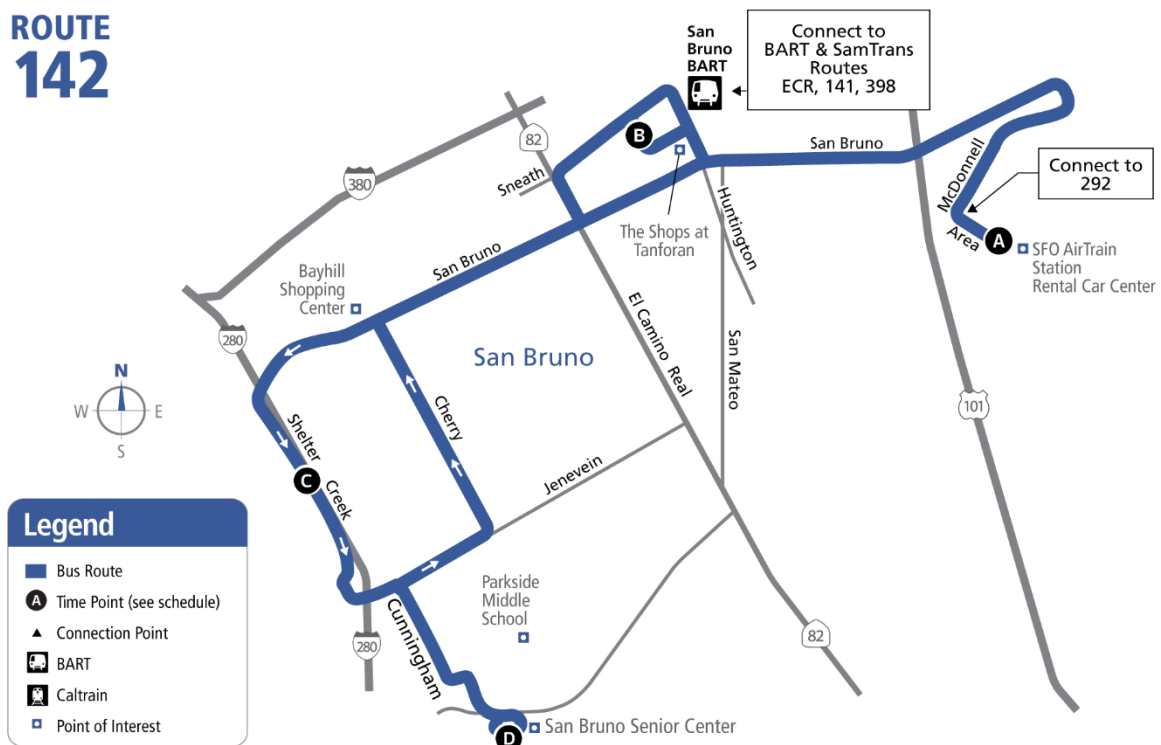 ROUTE
142
San
Bruno
BART
Connect to
BART & SamTrans
Routes
ECR, 141, 398
82
B
San Bruno
McDonnell
Connect to
292
380
Sneath
The Shops at
Tanforan
Huntington
Area
A
SFO AirTrain
Station
Rental Car Center
San Bruno
Bayhill
Shopping
Center
280
El Camino Real
San Mateo
San Bruno
101
N
W
E
S
Shelter Creek
C
Cherry
Jenevein
Legend
Bus Route
A
Time Point (see schedule)
Connection Point
BART
Caltrain
Point of Interest
Parkside
Middle
School
Cunningham
280
82
D
San Bruno Senior Center